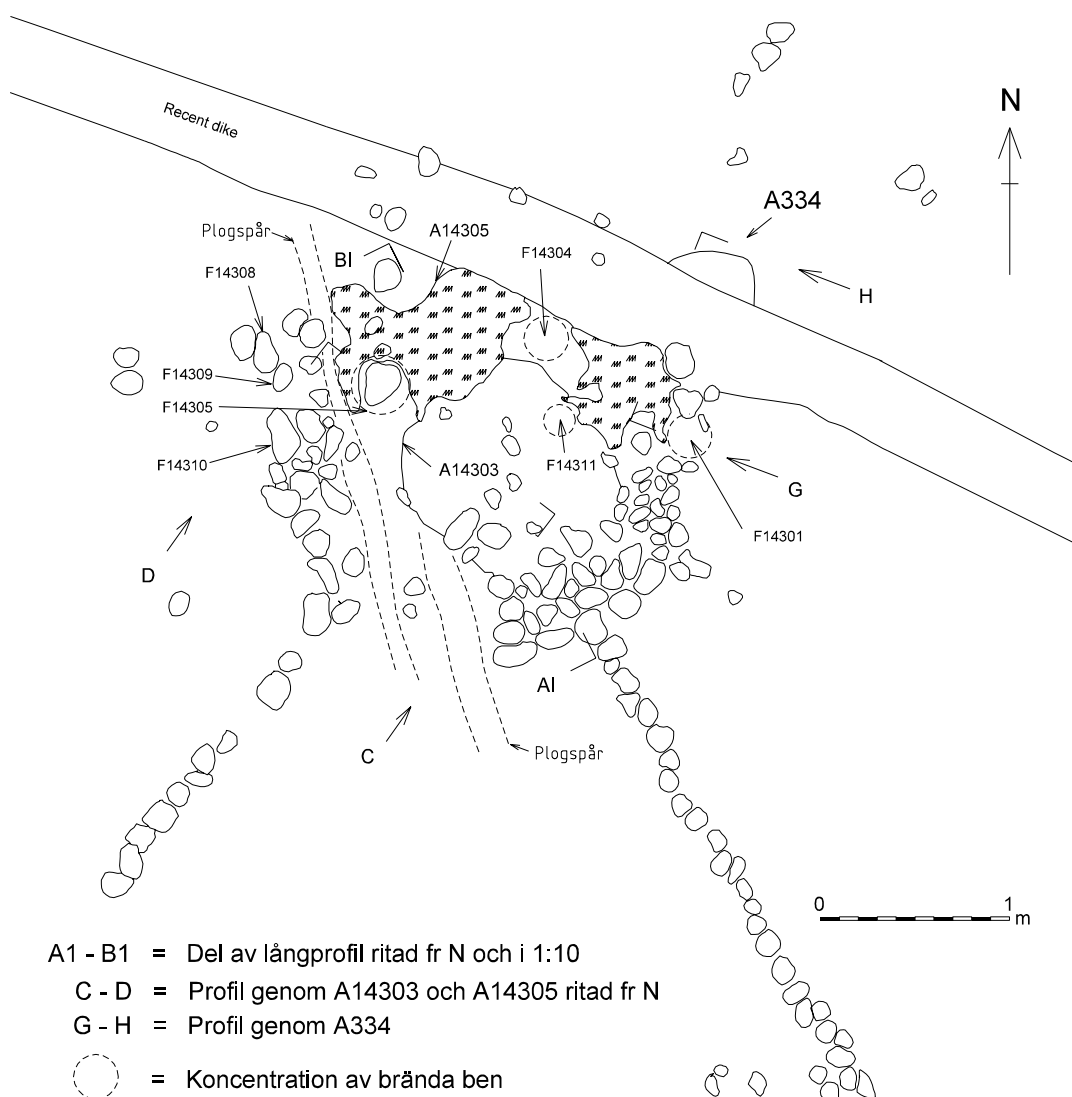 Recent dike
N
A334
Plogspår
A14305
BI
F14304
F14308
H
F14309
F14305
F14310
A14303
F14311
G
F14301
D
AI
C
Plogspår
0 1
m
A1 - B1 = Del av långprofil ritad fr N och i 1:10
C - D = Profil genom A14303 och A14305 ritad fr N
G - H = Profil genom A334
= Koncentration av brända ben